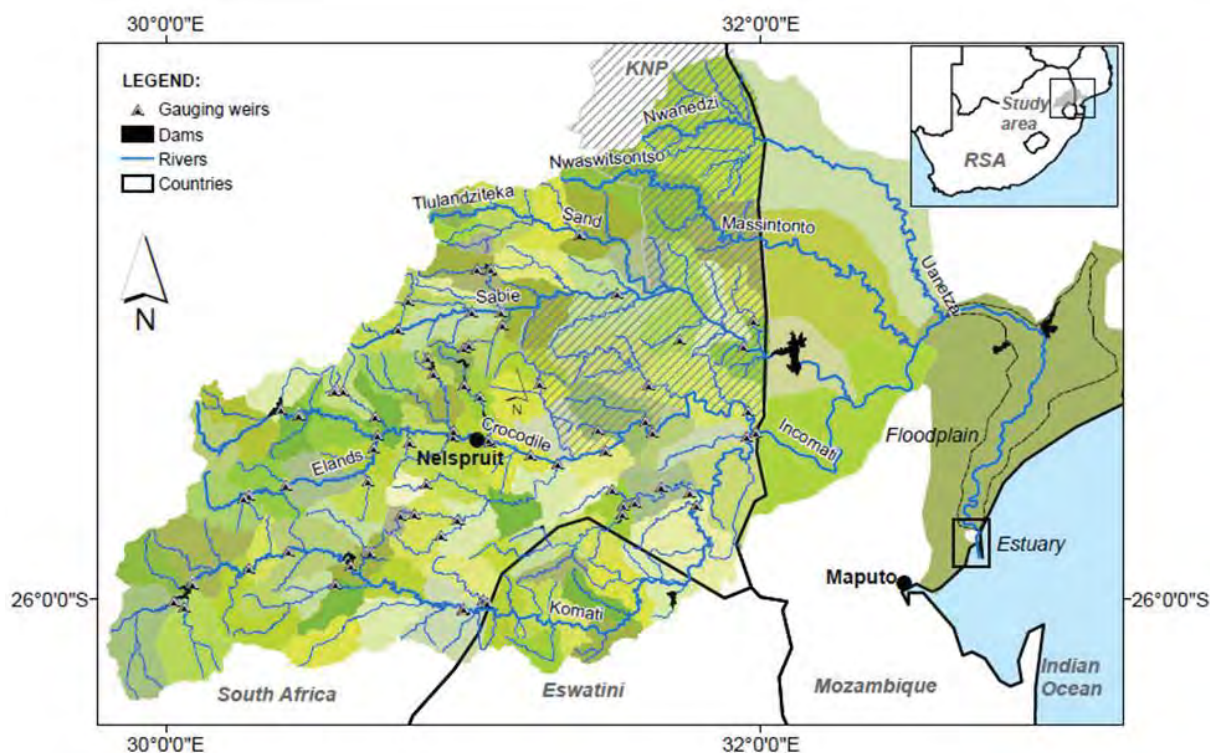 30°0'0"E
32°0'0"E
LEGEND:
Gauging weirs
Dams
Rivers
Countries
N
KNP
Study
area
RSA
Nwanedzi
Nwaswitsontso
Tlulandziteka
Sand
Massintonto
Uanetza
Sabie
N
Crocodile
Nelspruit
Elands
Incomati
Floodplain
Estuary
Maputo
26°0'0"S
26°0'0"S
Komati
South Africa
Eswatini
Mozambique
Indian
Ocean
30°0'0"E
32°0'0"E